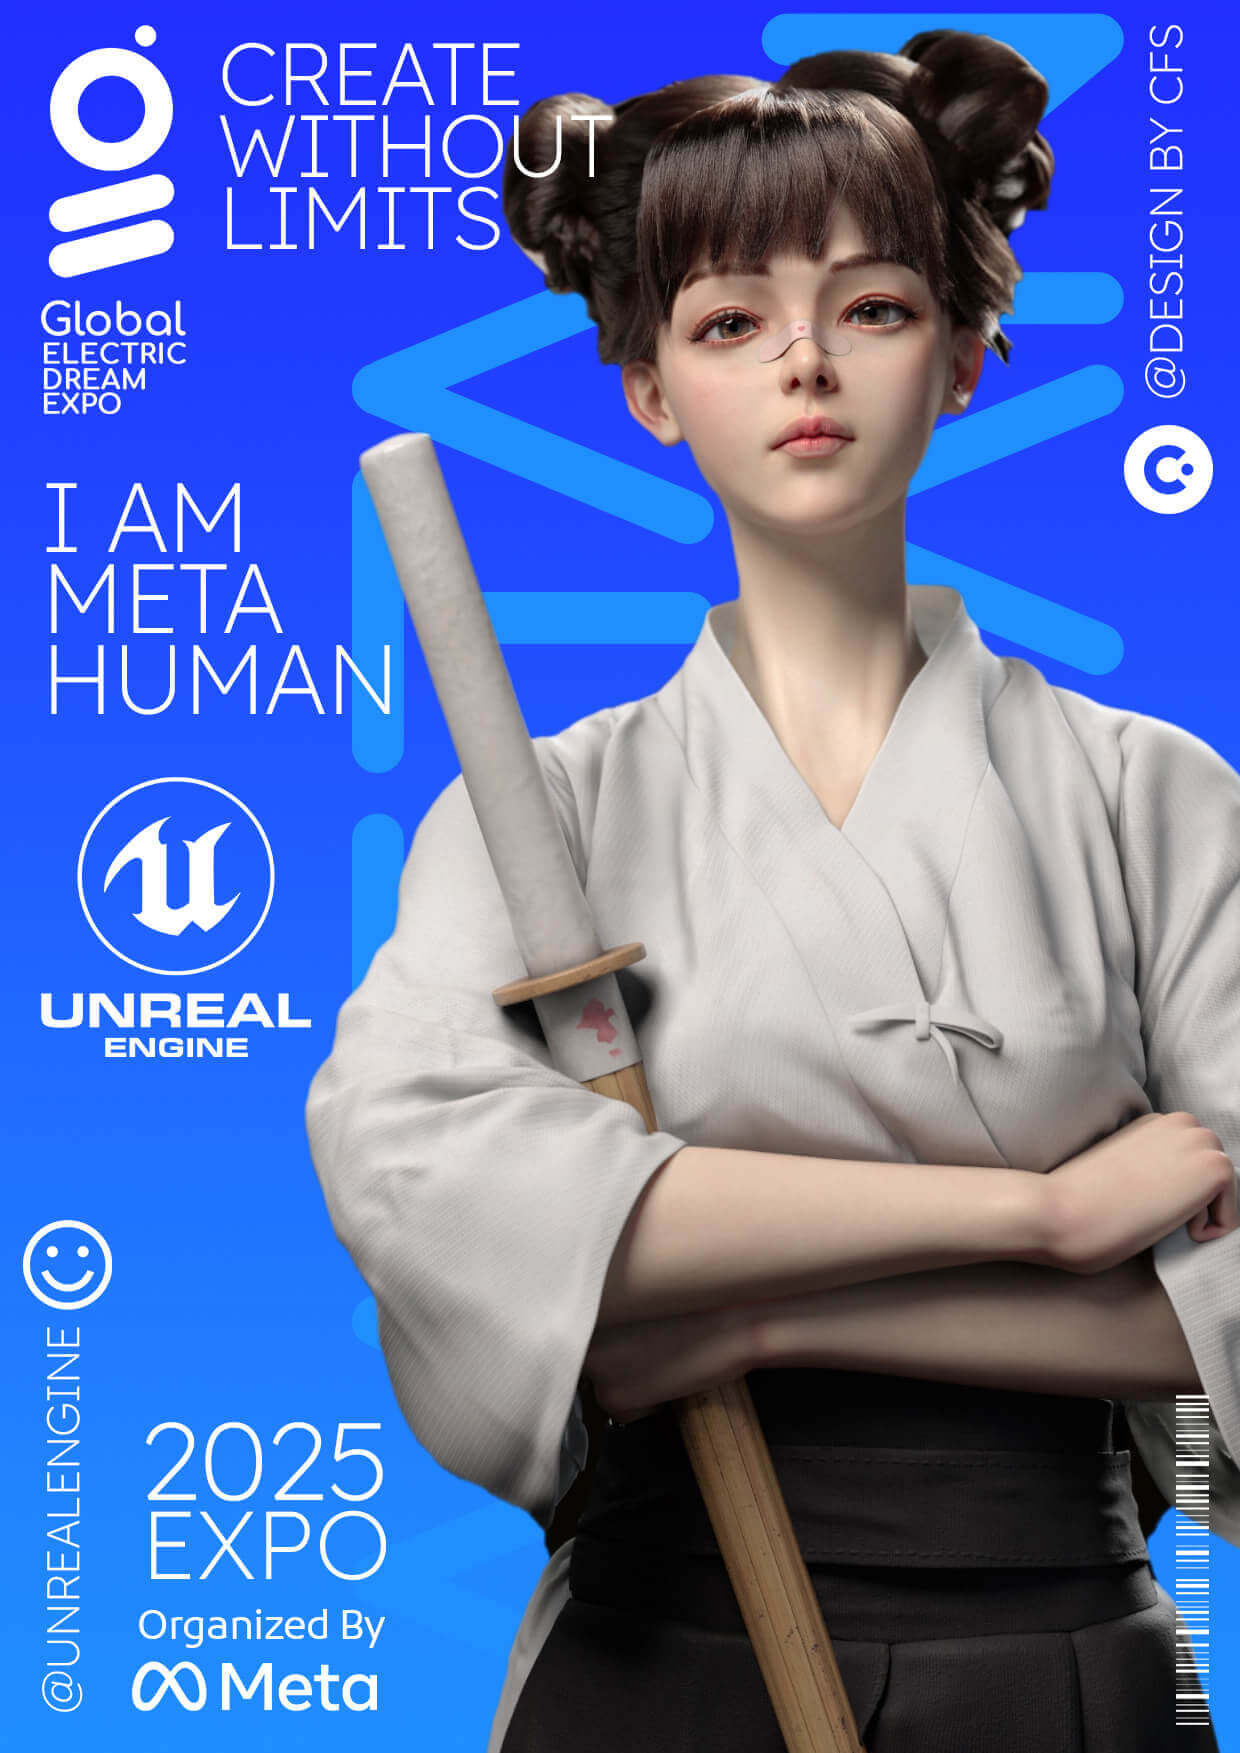 CREATE
WITHOUT
LIMITS
Global
ELECTRIC
DREAM
EXPO
@DESIGN BY CFS
I AM
META
HUMAN
UNREAL
ENGINE
@UNREALENGINE
2025
EXPO
Organized By
Meta